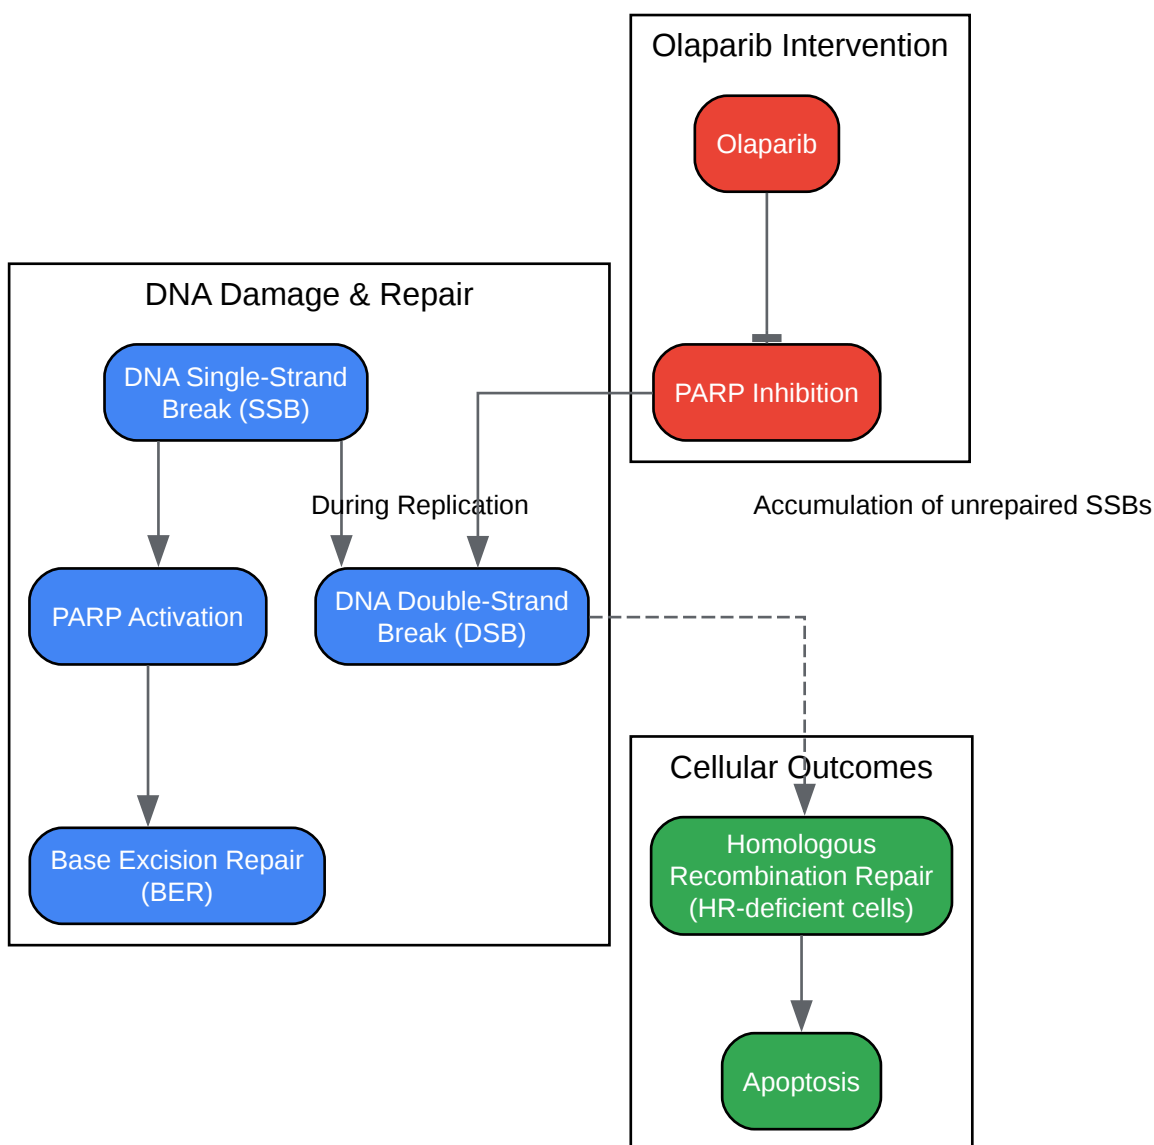 Olaparib Intervention
Olaparib
DNA Damage & Repair
DNA Single-Strand
Break (SSB)
PARP Inhibition
During Replication
Accumulation of unrepaired SSBs
PARP Activation
DNA Double-Strand
Break (DSB)
Cellular Outcomes
Base Excision Repair
(BER)
Homologous
Recombination Repair
(HR-deficient cells)
Apoptosis